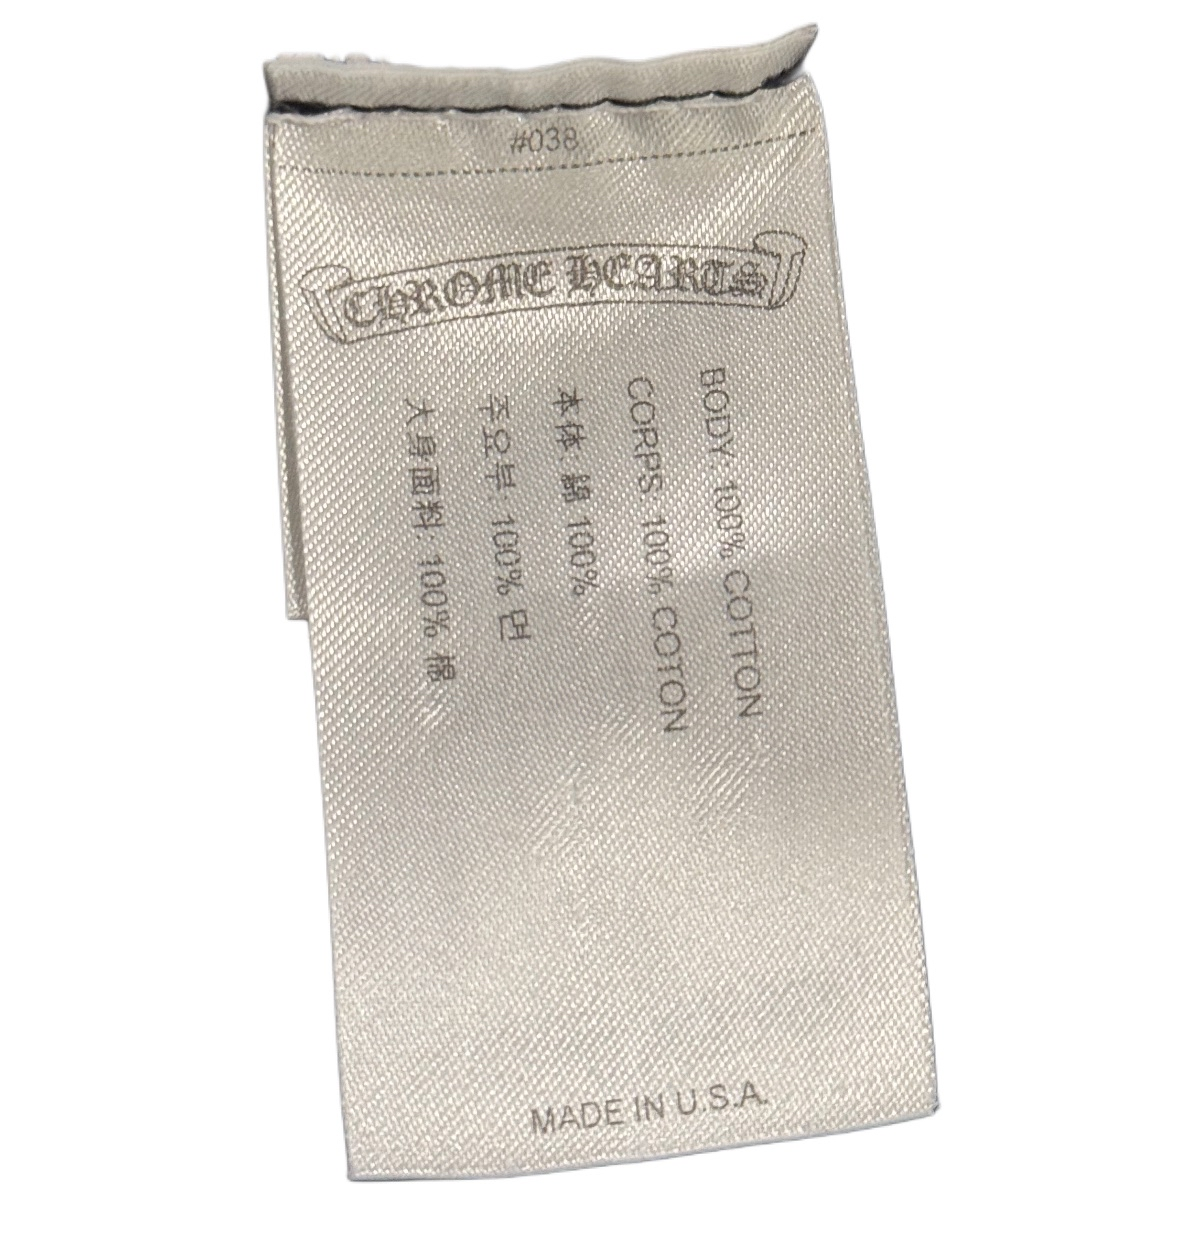 #038
CHROME HEARTS
BODY: 100% COTTON
CORPS: 100% COTON
本体: 綿 100%
주요부: 100% 면
大身面料: 100% 棉
MADE IN U.S.A.